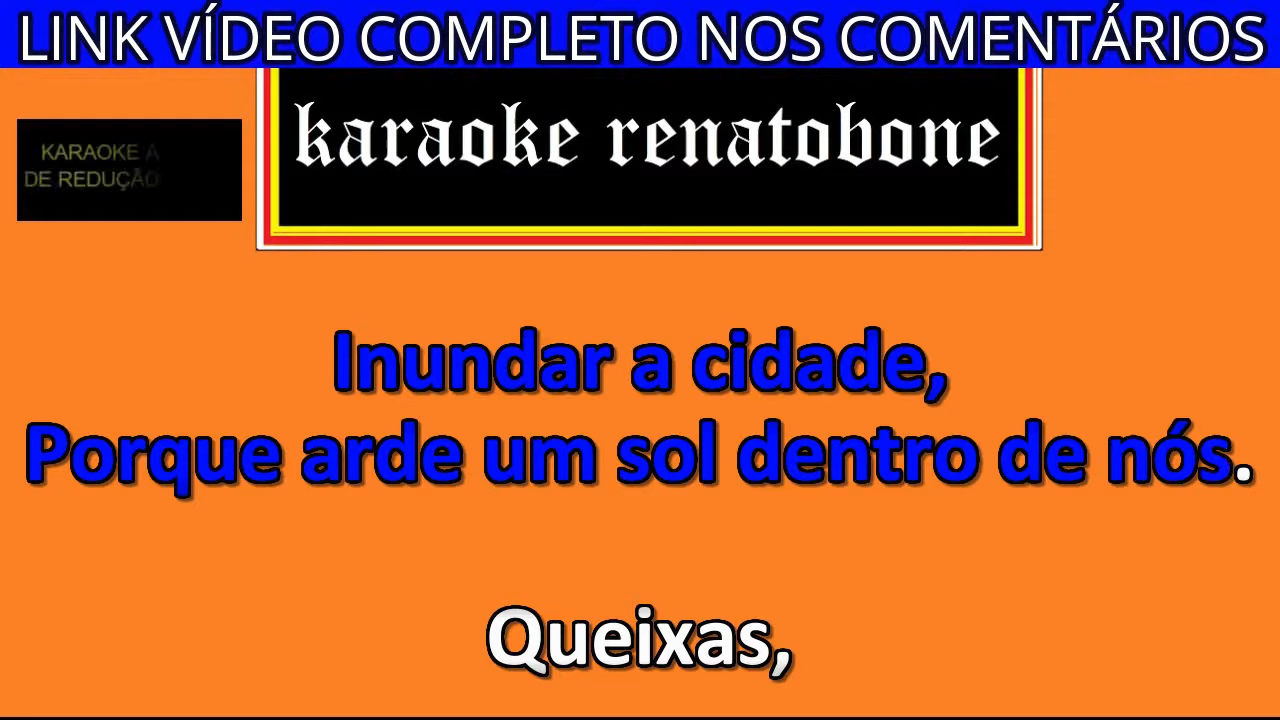 LINK VÍDEO COMPLETO NOS COMENTÁRIOS
karaoke renatobone
KARAOKE A
DE REDUÇÃO
Inundar a cidade,
Porque arde um sol dentro de nós.
Queixas,